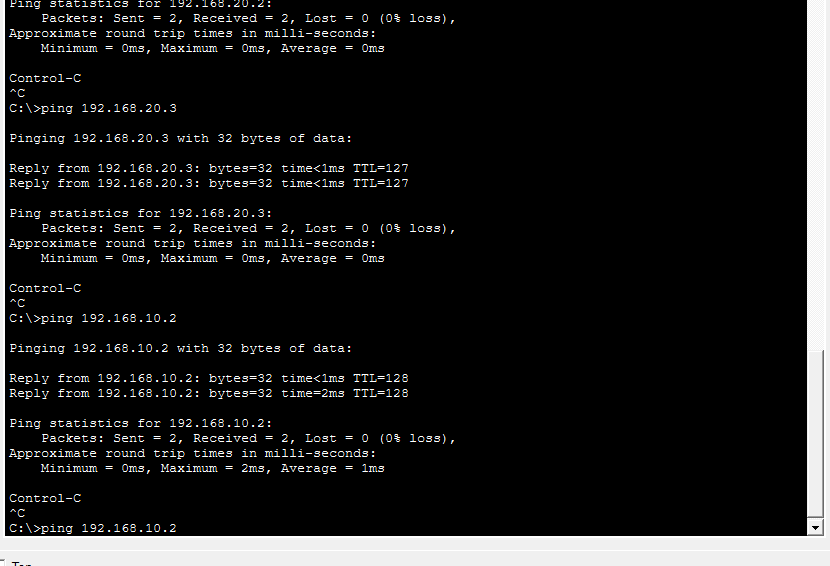 Ping statistics for 192.168.20.2:
    Packets: Sent = 2, Received = 2, Lost = 0 (0% loss),
Approximate round trip times in milli-seconds:
    Minimum = 0ms, Maximum = 0ms, Average = 0ms

Control-C
^C
C:\>ping 192.168.20.3

Pinging 192.168.20.3 with 32 bytes of data:

Reply from 192.168.20.3: bytes=32 time<1ms TTL=127
Reply from 192.168.20.3: bytes=32 time<1ms TTL=127

Ping statistics for 192.168.20.3:
    Packets: Sent = 2, Received = 2, Lost = 0 (0% loss),
Approximate round trip times in milli-seconds:
    Minimum = 0ms, Maximum = 0ms, Average = 0ms

Control-C
^C
C:\>ping 192.168.10.2

Pinging 192.168.10.2 with 32 bytes of data:

Reply from 192.168.10.2: bytes=32 time<1ms TTL=128
Reply from 192.168.10.2: bytes=32 time=2ms TTL=128

Ping statistics for 192.168.10.2:
    Packets: Sent = 2, Received = 2, Lost = 0 (0% loss),
Approximate round trip times in milli-seconds:
    Minimum = 0ms, Maximum = 2ms, Average = 1ms

Control-C
^C
C:\>ping 192.168.10.2